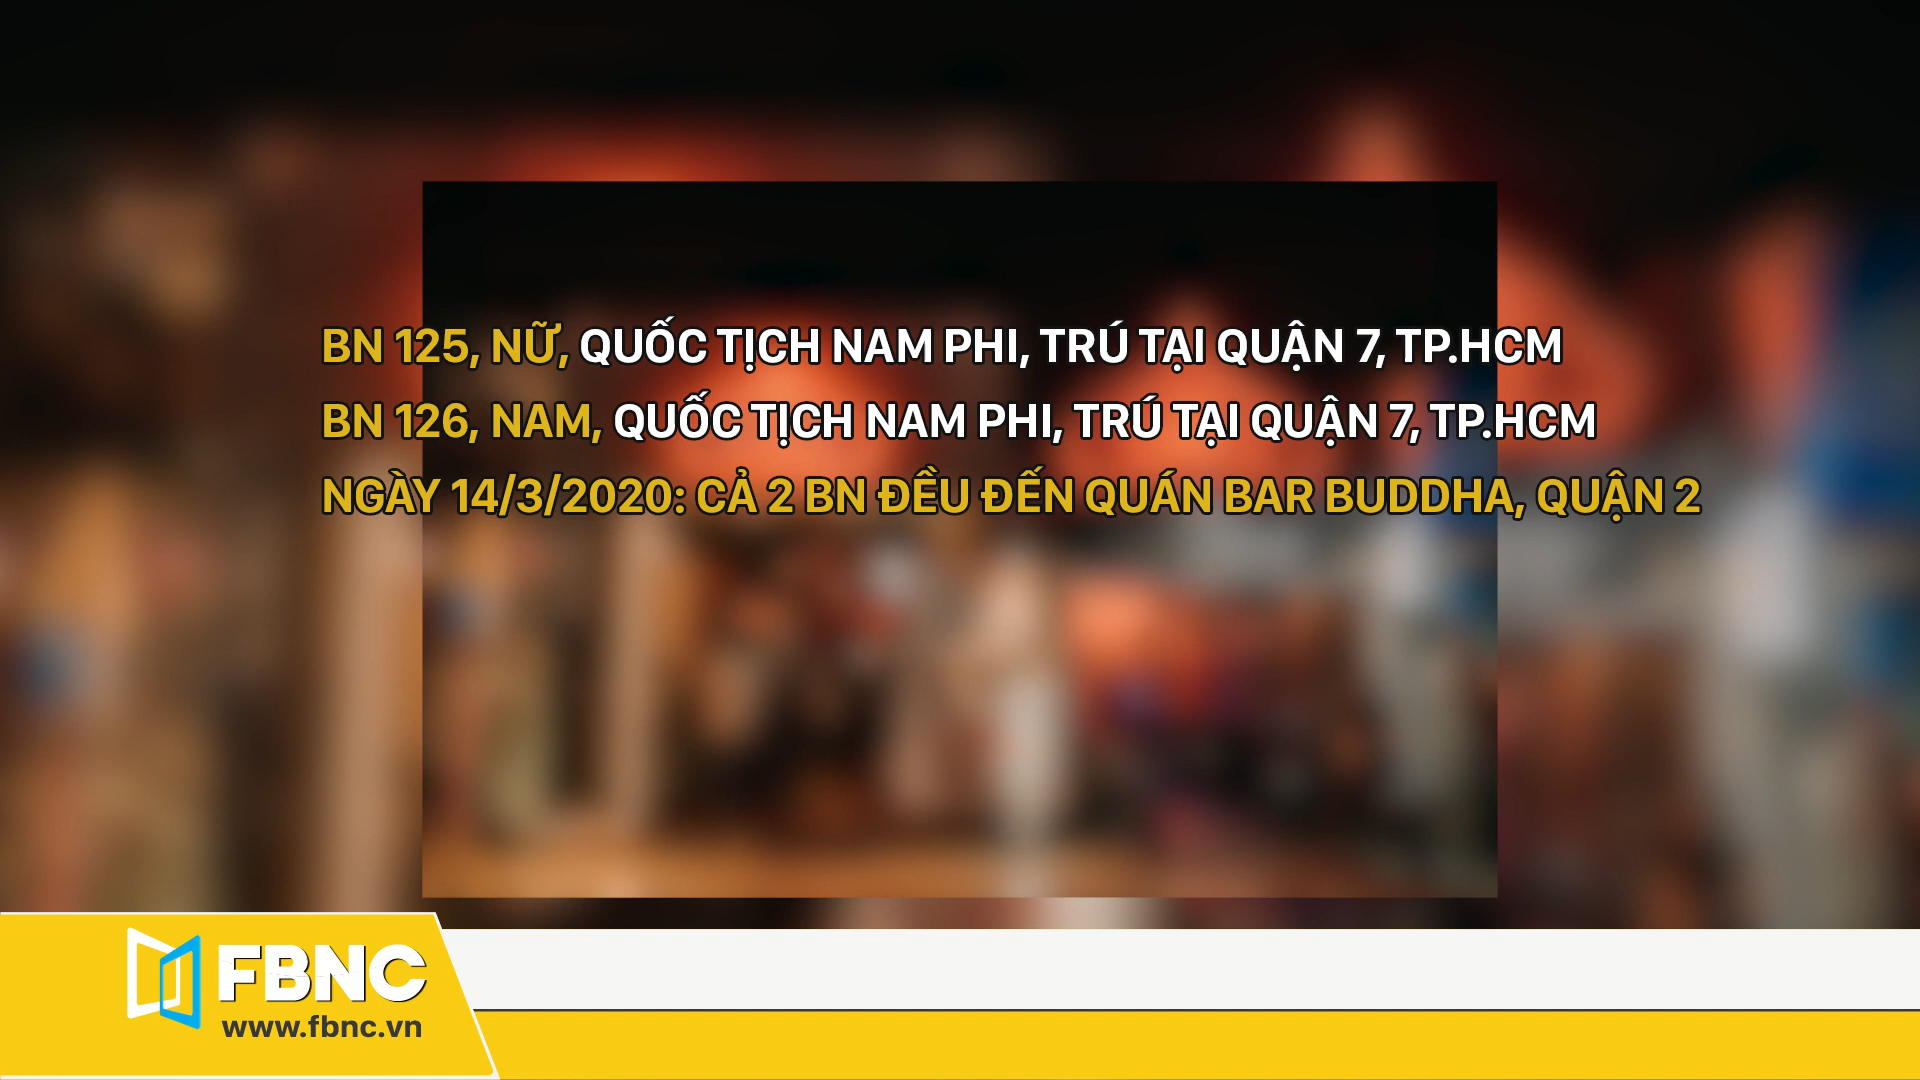 BN 125, NỮ, QUỐC TỊCH NAM PHI, TRÚ TẠI QUẬN 7, TP.HCM
BN 126, NAM, QUỐC TỊCH NAM PHI, TRÚ TẠI QUẬN 7, TP.HCM
NGÀY 14/3/2020: CẢ 2 BN ĐỀU ĐẾN QUÁN BAR BUDDHA, QUẬN 2
FBNC
www.fbnc.vn